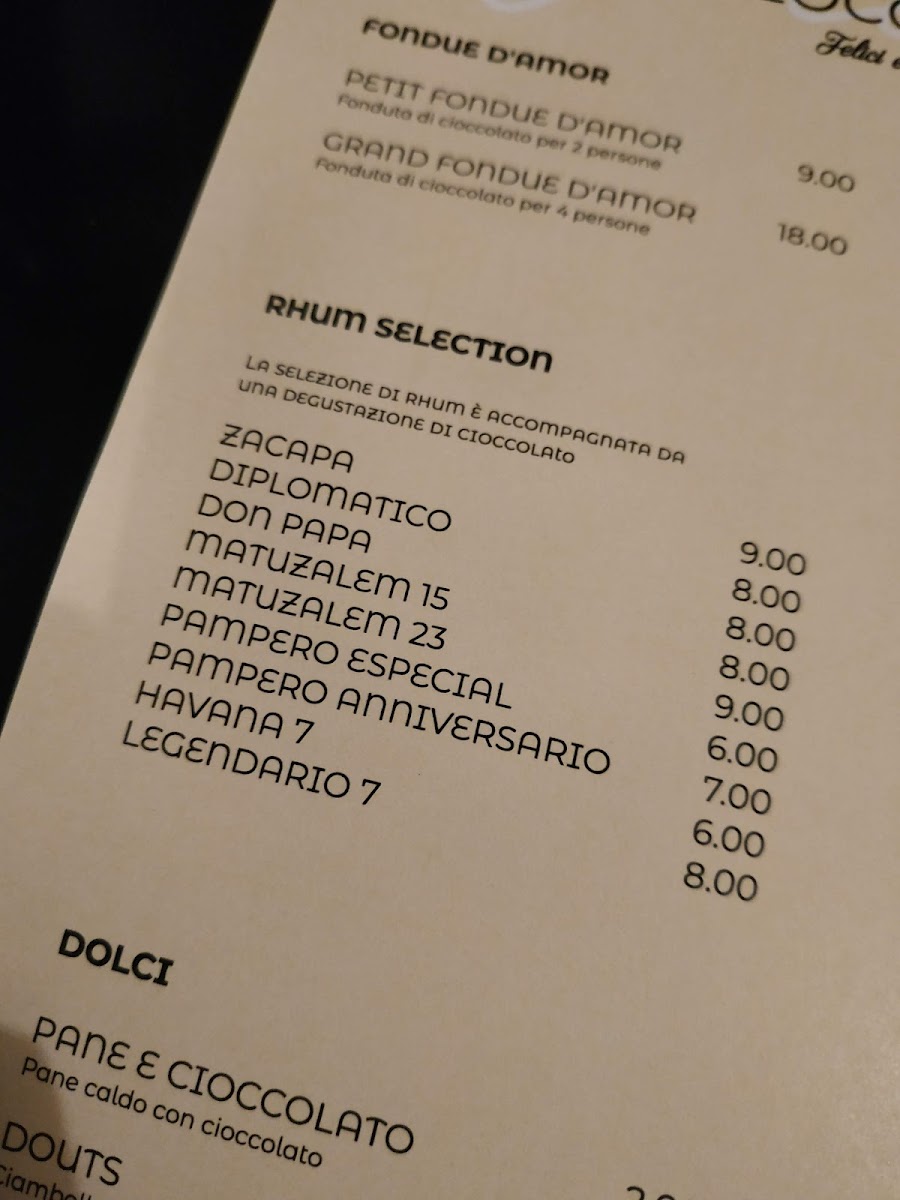 Felici
FONDUE D'AMOR
PETIT FONDUE D'AMOR 9.00
Fonduta di cioccolato per 2 persone
GRAND FONDUE D'AMOR 18.00
Fonduta di cioccolato per 4 persone
RHUM SELECTION
LA SELEZIONE DI RHUM È ACCOMPAGNATA DA
UNA DEGUSTAZIONE DI CIOCCOLATO
ZACAPA 9.00
DIPLOMATICO 8.00
DON PAPA 8.00
MATUZALEM 15 8.00
MATUZALEM 23 9.00
PAMPERO ESPECIAL 6.00
PAMPERO ANNIVERSARIO 7.00
HAVANA 7 6.00
LEGENDARIO 7 8.00
DOLCI
PANE E CIOCCOLATO
Pane caldo con cioccolato
DOUTS